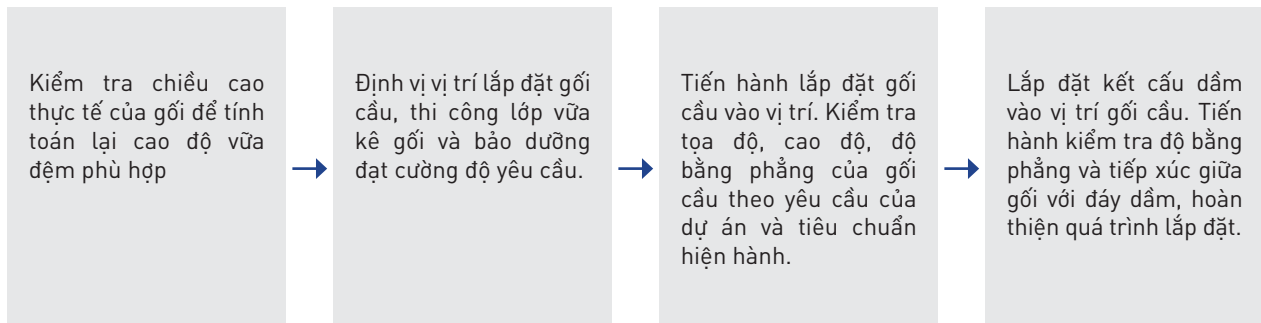 Kiểm tra chiều cao
thực tế của gối để tính
toán lại cao độ vữa
đệm phù hợp
Định vị vị trí lắp đặt gối
cầu, thi công lớp vữa
kê gối và bảo dưỡng
đạt cường độ yêu cầu.
Tiến hành lắp đặt gối
cầu vào vị trí. Kiểm tra
tọa độ, cao độ, độ
bằng phẳng của gối
cầu theo yêu cầu của
dự án và tiêu chuẩn
hiện hành.
Lắp đặt kết cấu dầm
vào vị trí gối cầu. Tiến
hành kiểm tra độ bằng
phẳng và tiếp xúc giữa
gối với đáy dầm, hoàn
thiện quá trình lắp đặt.